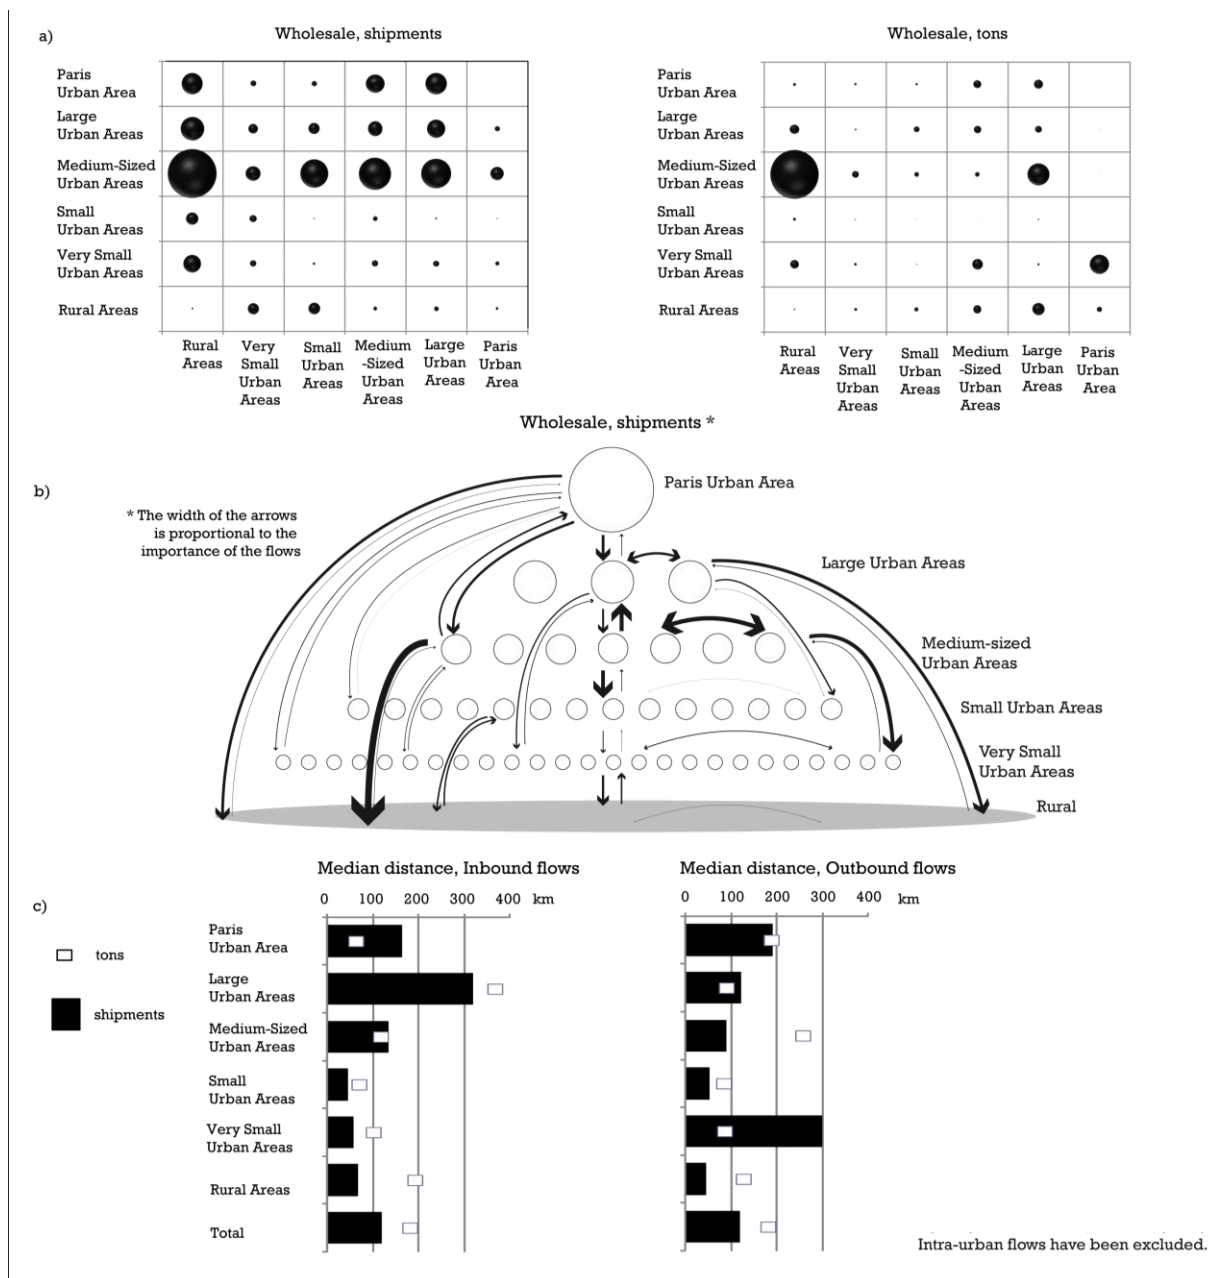 a)
Wholesale, shipments
Paris
Urban Area
Large
Urban Areas
Medium-Sized
Urban Areas
Small
Urban Areas
Very Small
Urban Areas
Rural Areas
Rural
Areas
Very
Small
Urban
Areas
Small
Urban
Areas
Medium
-Sized
Urban
Areas
Large
Urban
Areas
Paris
Urban
Area
Wholesale, tons
Paris
Urban Area
Large
Urban Areas
Medium-Sized
Urban Areas
Small
Urban Areas
Very Small
Urban Areas
Rural Areas
Rural
Areas
Very
Small
Urban
Areas
Small
Urban
Areas
Medium
-Sized
Urban
Areas
Large
Urban
Areas
Paris
Urban
Area
Wholesale, shipments *
b)
* The width of the arrows
is proportional to the
importance of the flows
Paris Urban Area
Large Urban Areas
Medium-sized
Urban Areas
Small Urban Areas
Very Small
Urban Areas
Rural
c)
tons
shipments
Median distance, Inbound flows
0 100 200 300 400 km
Paris
Urban Area
Large
Urban Areas
Medium-Sized
Urban Areas
Small
Urban Areas
Very Small
Urban Areas
Rural Areas
Total
Median distance, Outbound flows
0 100 200 300 400 km
Intra-urban flows have been excluded.